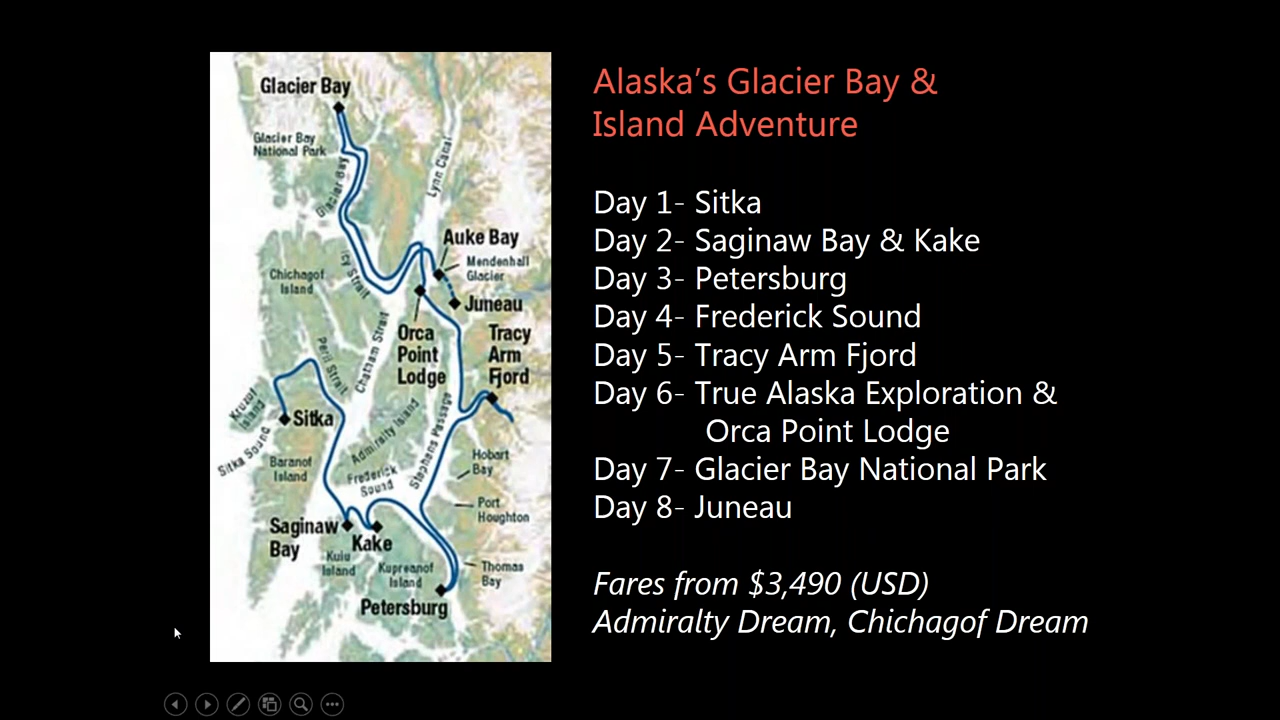 Glacier Bay
Glacier Bay
National Park
Glacier Bay
Lynn Canal
Auke Bay
Mendenhall
Glacier
Icy Strait
Chichagof
Island
Juneau
Orca
Point
Lodge
Tracy
Arm
Fjord
Chatham Strait
Peril Strait
Kruzof
Island
Sitka
Sitka Sound
Admiralty Island
Stephens Passage
Baranof
Island
Frederick
Sound
Hobart
Bay
Port
Houghton
Saginaw
Bay
Kake
Kuiu
Island
Kupreanof
Island
Thomas
Bay
Petersburg
Alaska's Glacier Bay &
Island Adventure
Day 1- Sitka
Day 2- Saginaw Bay & Kake
Day 3- Petersburg
Day 4- Frederick Sound
Day 5- Tracy Arm Fjord
Day 6- True Alaska Exploration &
Orca Point Lodge
Day 7- Glacier Bay National Park
Day 8- Juneau
Fares from $3,490 (USD)
Admiralty Dream, Chichagof Dream